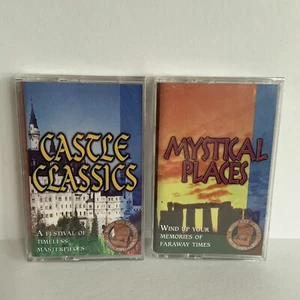 CASTLE
CLASSICS
A FESTIVAL OF
TIMELESS
MASTERPIECES
MYSTICAL
PLACES
WIND UP YOUR
MEMORIES OF
FARAWAY TIMES